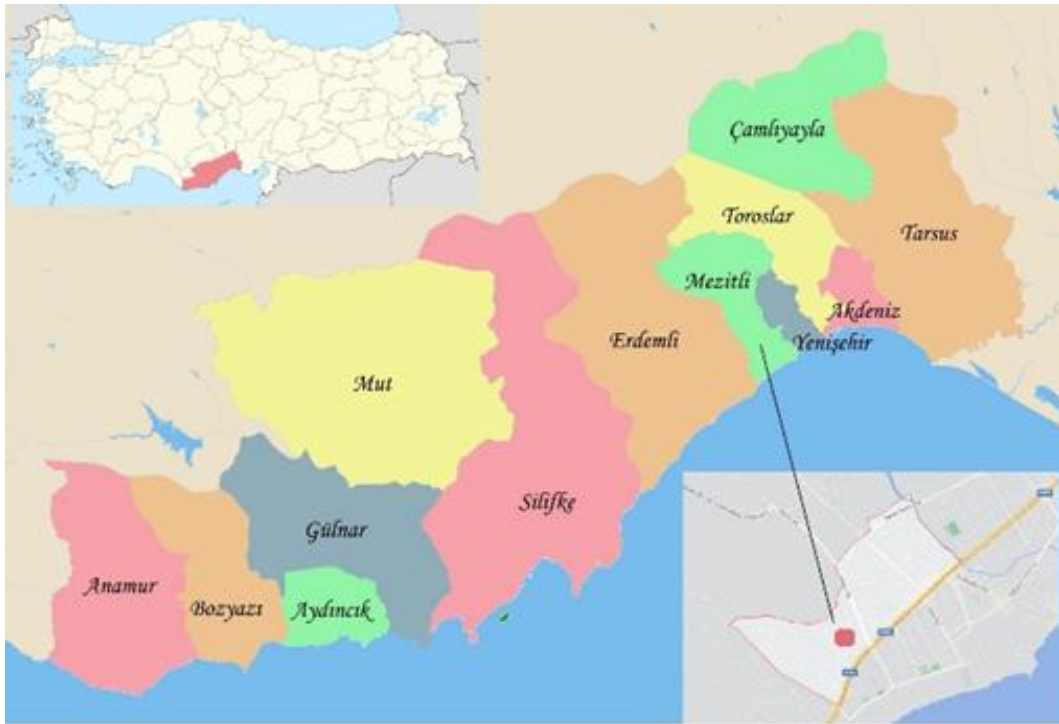 Çamlıyayla
Toroslar
Tarsus
Mezitli
Akdeniz
Yenişehir
Erdemli
Mut
Silifke
Gülnar
Anamur
Bozyazı
Aydıncık